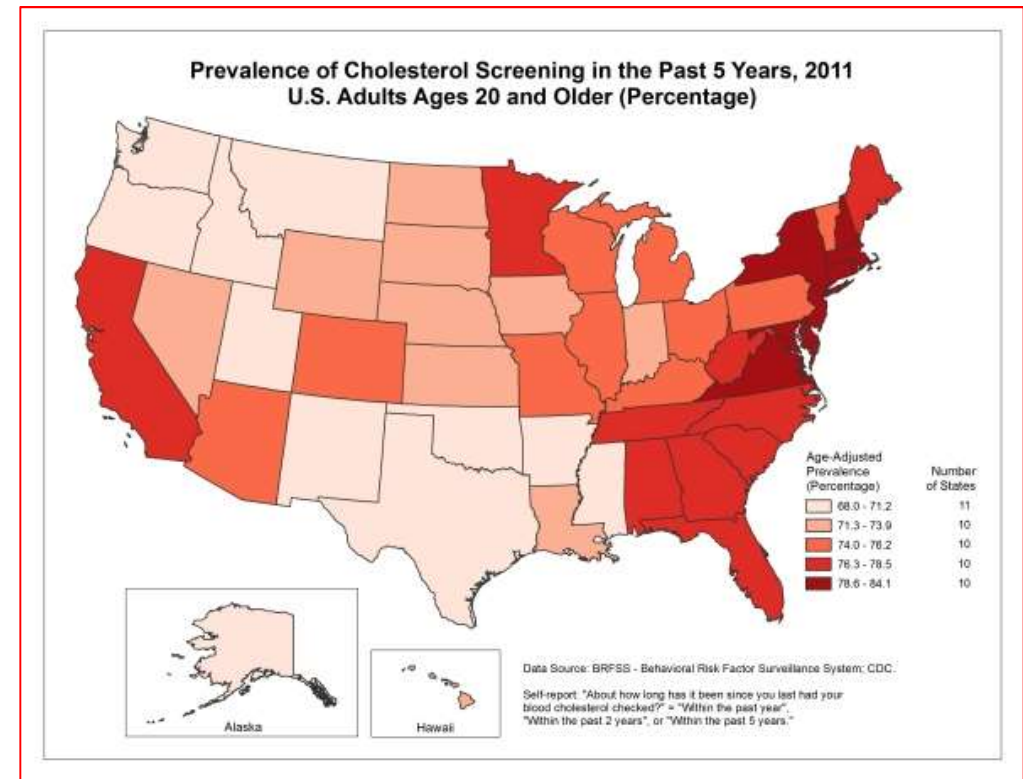 Prevalence of Cholesterol Screening in the Past 5 Years, 2011
U.S. Adults Ages 20 and Older (Percentage)
Age-Adjusted
Prevalence
(Percentage)
Number
of States
68.0 - 71.2 11
71.3 - 73.9 10
74.0 - 76.2 10
76.3 - 78.5 10
78.6 - 84.1 10
Alaska
Hawaii
Data Source: BRFSS - Behavioral Risk Factor Surveillance System; CDC.
Self-report: "About how long has it been since you last had your
blood cholesterol checked?" = "Within the past year",
"Within the past 2 years", or "Within the past 5 years."